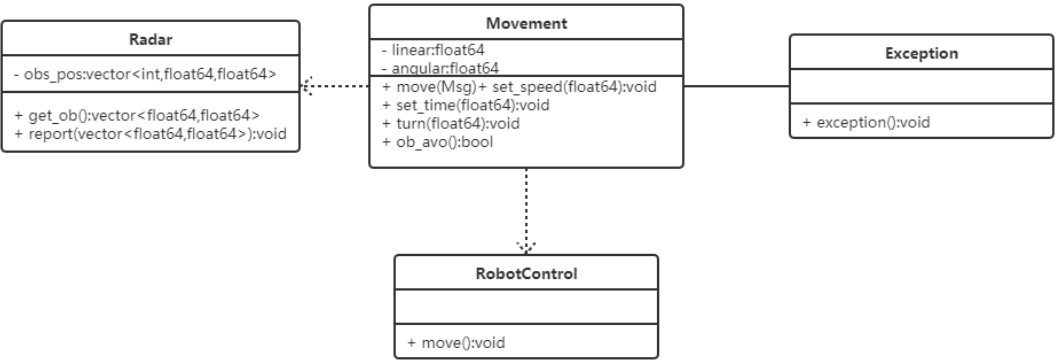 Radar
- obs_pos:vector<int,float64,float64>
+ get_ob():vector<float64,float64>
+ report(vector<float64,float64>):void
Movement
- linear:float64
- angular:float64
+ move(Msg)+ set_speed(float64):void
+ set_time(float64):void
+ turn(float64):void
+ ob_avo():bool
Exception
+ exception():void
RobotControl
+ move():void